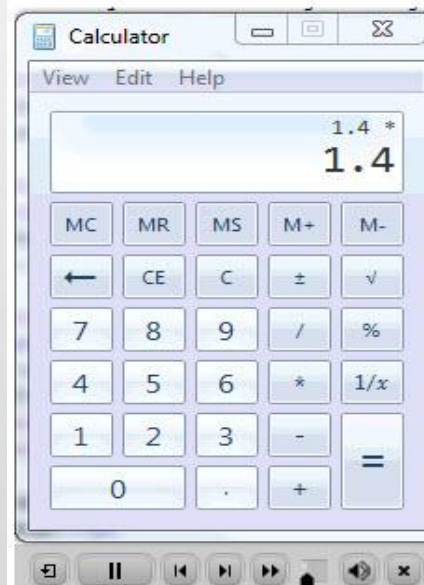 Calculator
View Edit Help
1.4 *
1.4
MC MR MS M+ M-
← CE C ± √
7 8 9 / %
4 5 6 * 1/x
1 2 3 - =
0 . +